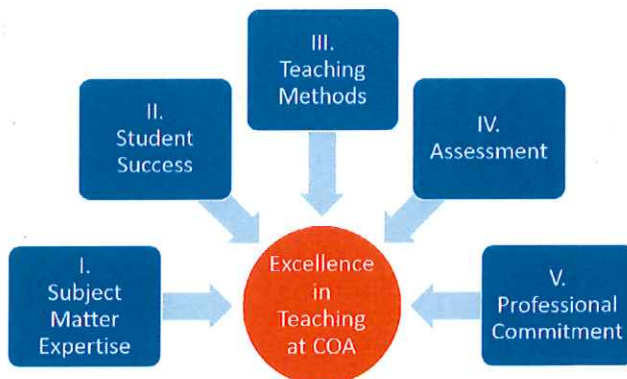 I.
Subject
Matter
Expertise
II.
Student
Success
III.
Teaching
Methods
IV.
Assessment
V.
Professional
Commitment
Excellence
in
Teaching
at COA